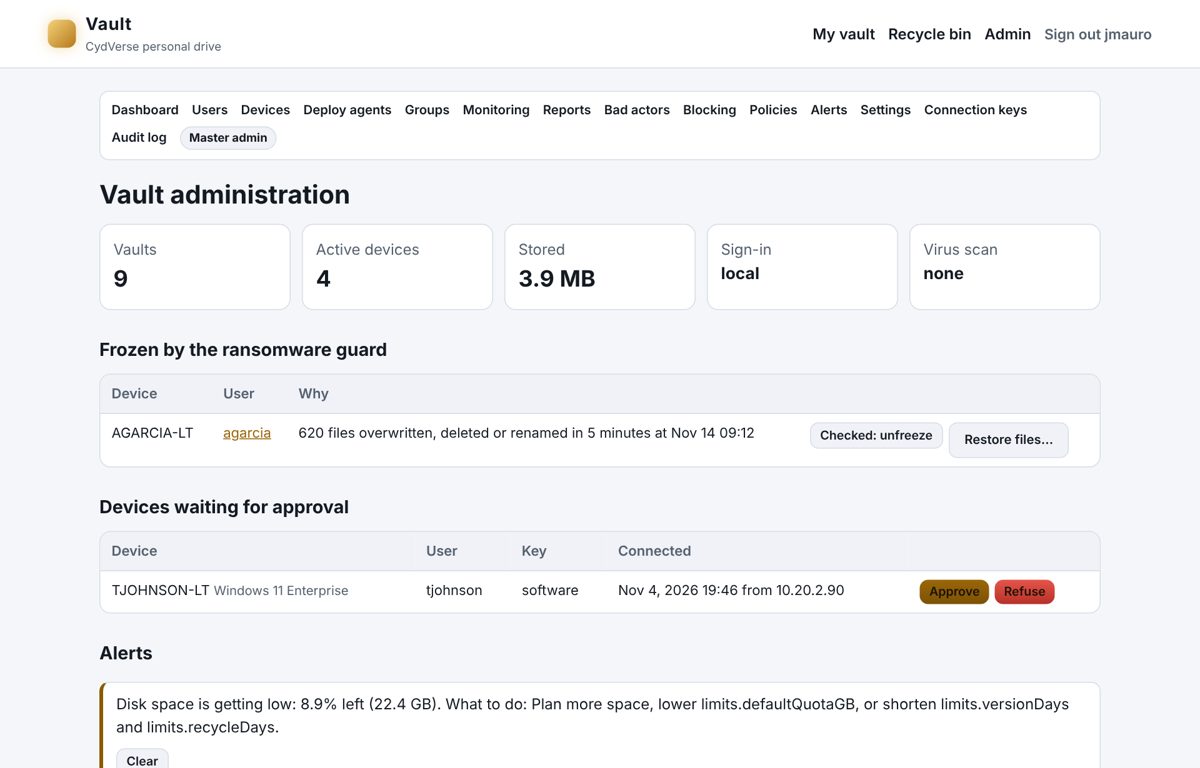 Vault
CydVerse personal drive
My vault Recycle bin Admin Sign out jmauro
Dashboard Users Devices Deploy agents Groups Monitoring Reports Bad actors Blocking Policies Alerts Settings Connection keys
Audit log Master admin
Vault administration
Vaults Active devices Stored Sign-in Virus scan
9 4 3.9 MB local none
Frozen by the ransomware guard
Device User Why
AGARCIA-LT agarcia 620 files overwritten, deleted or renamed in 5 minutes at Nov 14 09:12 Checked: unfreeze Restore files...
Devices waiting for approval
Device User Key Connected
TJOHNSON-LT Windows 11 Enterprise tjohnson software Nov 4, 2026 19:46 from 10.20.2.90 Approve Refuse
Alerts
Disk space is getting low: 8.9% left (22.4 GB). What to do: Plan more space, lower limits.defaultQuotaGB, or shorten limits.versionDays
and limits.recycleDays.
Clear